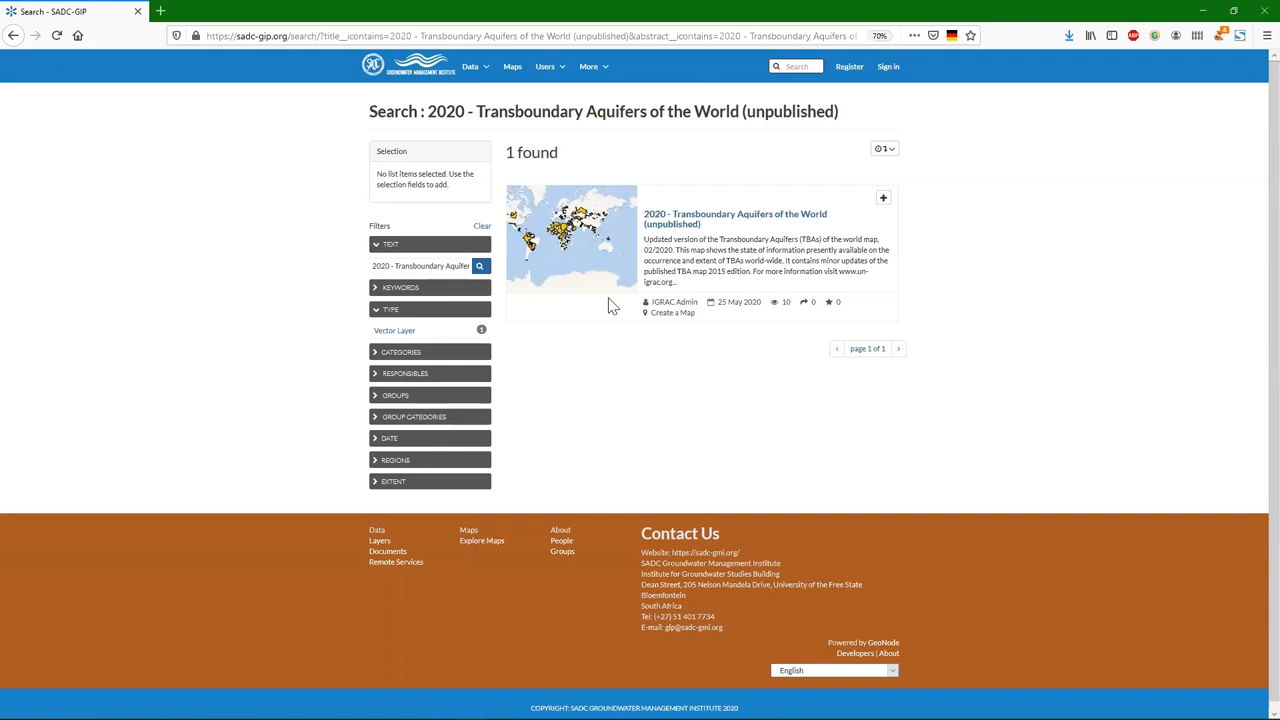 Search - SADC-GIP
https://sadc-gip.org/search/?title__icontains=2020 - Transboundary Aquifers of the World (unpublished)&abstract__icontains=2020 - Transboundary Aquifers of
70%
4
SADC
GROUNDWATER MANAGEMENT INSTITUTE
Data
Maps
Users
More
Search
Register
Sign in
Search : 2020 - Transboundary Aquifers of the World (unpublished)
Selection
No list items selected. Use the
selection fields to add.
Filters
Clear
TEXT
2020 - Transboundary Aquifer
KEYWORDS
TYPE
Vector Layer
1
CATEGORIES
RESPONSIBLES
GROUPS
GROUP CATEGORIES
DATE
REGIONS
EXTENT
1 found
2020 - Transboundary Aquifers of the World
(unpublished)
Updated version of the Transboundary Aquifers (TBAs) of the world map,
02/2020. This map shows the state of information presently available on the
occurrence and extent of TBAs world-wide. It contains minor updates of the
published TBA map 2015 edition. For more information visit www.un-
igrac.org...
IGRAC Admin
25 May 2020
10
0
0
Create a Map
page 1 of 1
Data
Layers
Documents
Remote Services
Maps
Explore Maps
About
People
Groups
Contact Us
Website: https://sadc-gmi.org/
SADC Groundwater Management Institute
Institute for Groundwater Studies Building
Dean Street, 205 Nelson Mandela Drive, University of the Free State
Bloemfontein
South Africa
Tel: (+27) 51 401 7734
E-mail: gip@sadc-gmi.org
Powered by GeoNode
Developers | About
English
COPYRIGHT: SADC GROUNDWATER MANAGEMENT INSTITUTE 2020